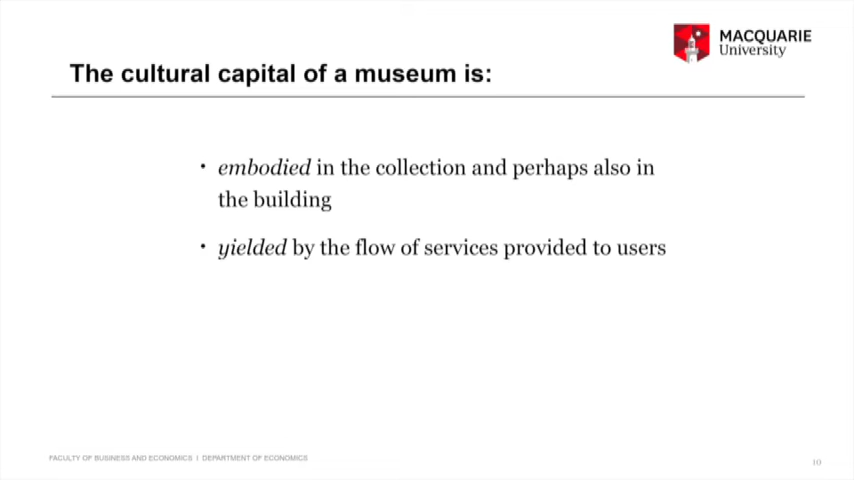 MACQUARIE
University
The cultural capital of a museum is:
• embodied in the collection and perhaps also in
the building
• yielded by the flow of services provided to users
FACULTY OF BUSINESS AND ECONOMICS I DEPARTMENT OF ECONOMICS
10